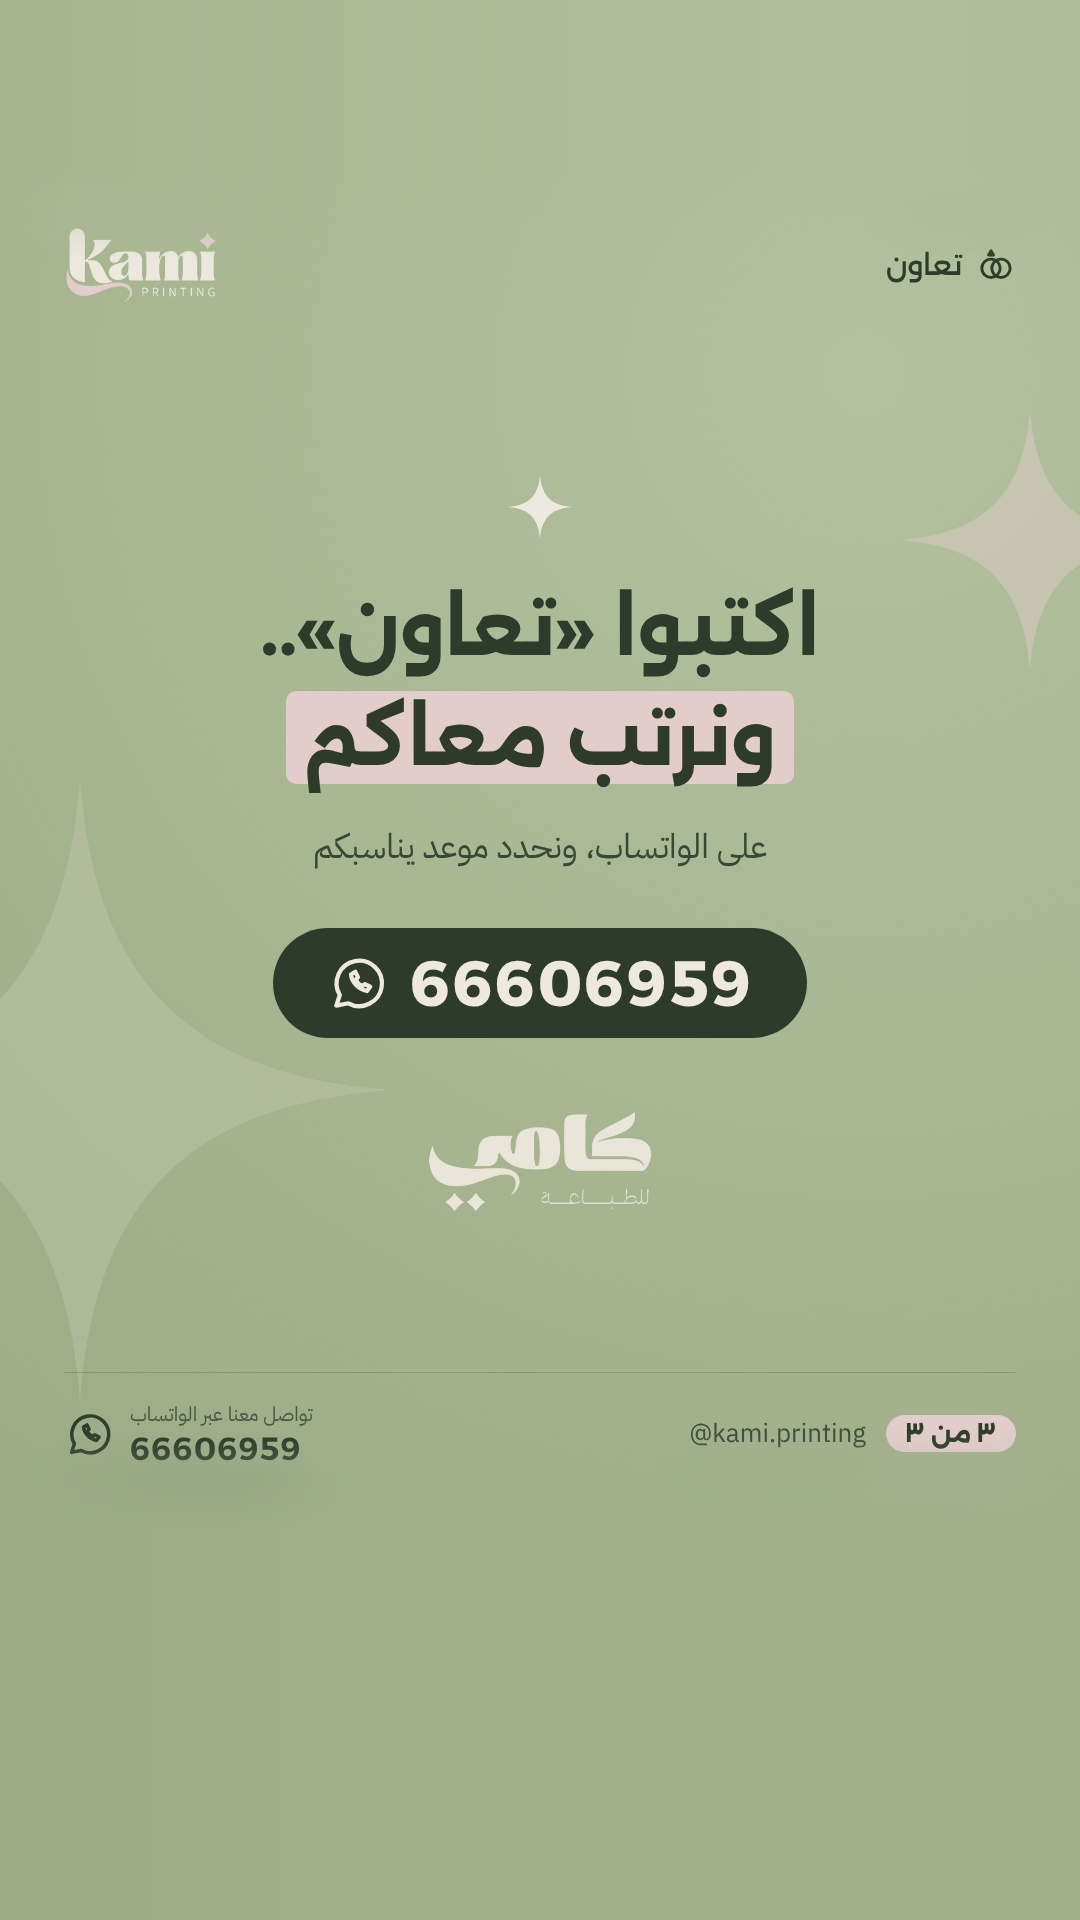 تعاون
Kami
PRINTING
اكتبوا «تعاون»..
ونرتب معاكم
على الواتساب، ونحدد موعد يناسبكم
66606959
كامي
للطبـــاعـــة
٣ من ٣
@kami.printing
تواصل معنا عبر الواتساب
66606959